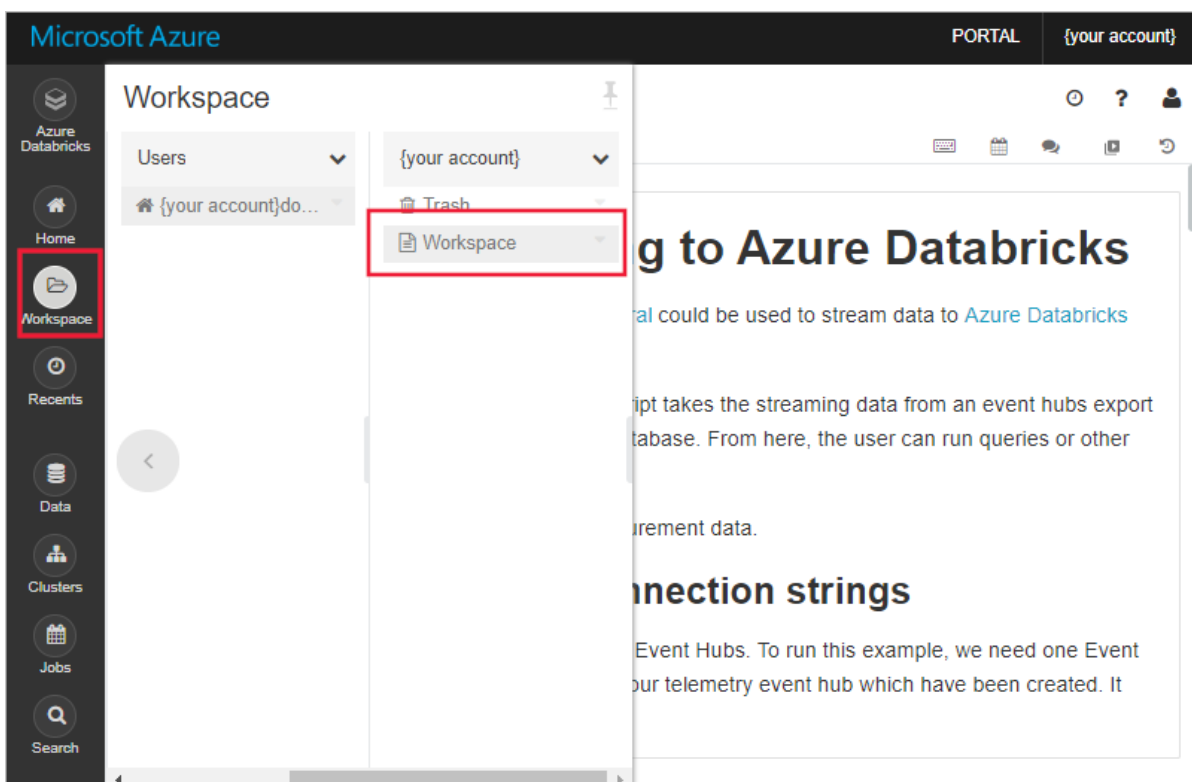 Microsoft Azure
PORTAL
{your account}
Azure
Databricks
Home
Workspace
Recents
Data
Clusters
Jobs
Search
Workspace
Users
{your account}do...
{your account}
Trash
Workspace
g to Azure Databricks
ral could be used to stream data to Azure Databricks
ript takes the streaming data from an event hubs export
tabase. From here, the user can run queries or other
urement data.
nnection strings
Event Hubs. To run this example, we need one Event
our telemetry event hub which have been created. It